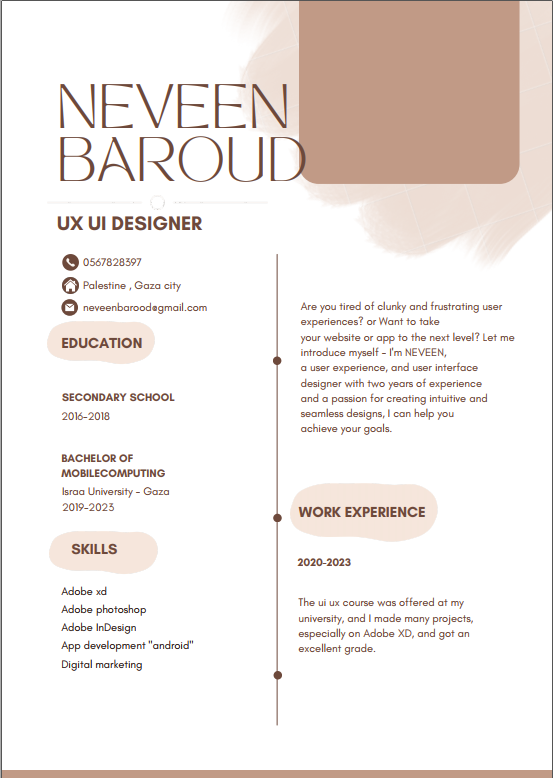 NEVEEN
BAROUD
UX UI DESIGNER
0567828397
Palestine , Gaza city
neveenbarood@gmail.com
EDUCATION
SECONDARY SCHOOL
2016-2018
BACHELOR OF
MOBILECOMPUTING
Israa University - Gaza
2019-2023
SKILLS
Adobe xd
Adobe photoshop
Adobe InDesign
App development "android"
Digital marketing
Are you tired of clunky and frustrating user
experiences? or Want to take
your website or app to the next level? Let me
introduce myself - I'm NEVEEN,
a user experience, and user interface
designer with two years of experience
and a passion for creating intuitive and
seamless designs, I can help you
achieve your goals.
WORK EXPERIENCE
2020-2023
The ui ux course was offered at my
university, and I made many projects,
especially on Adobe XD, and got an
excellent grade.